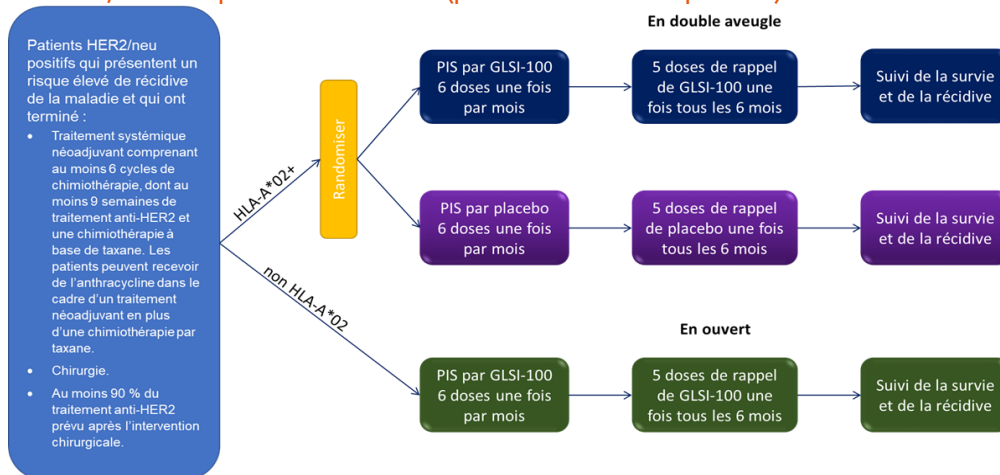 En double aveugle
Patients HER2/neu
positifs qui présentent un
risque élevé de récidive
de la maladie et qui ont
terminé :
• Traitement systémique
néoadjuvant comprenant
au moins 6 cycles de
chimiothérapie, dont au
moins 9 semaines de
traitement anti-HER2 et
une chimiothérapie à
base de taxane. Les
patients peuvent recevoir
de l'anthracycline dans le
cadre d'un traitement
néoadjuvant en plus
d'une chimiothérapie par
taxane.
• Chirurgie.
• Au moins 90 % du
traitement anti-HER2
prévu après l'intervention
chirurgicale.
HLA-A*02+
non HLA-A*02
Randomiser
PIS par GLSI-100
6 doses une fois
par mois
5 doses de rappel
de GLSI-100 une
fois tous les 6 mois
Suivi de la survie
et de la récidive
PIS par placebo
6 doses une fois
par mois
5 doses de rappel
de placebo une fois
tous les 6 mois
Suivi de la survie
et de la récidive
En ouvert
PIS par GLSI-100
6 doses une fois
par mois
5 doses de rappel
de GLSI-100 une
fois tous les 6 mois
Suivi de la survie
et de la récidive